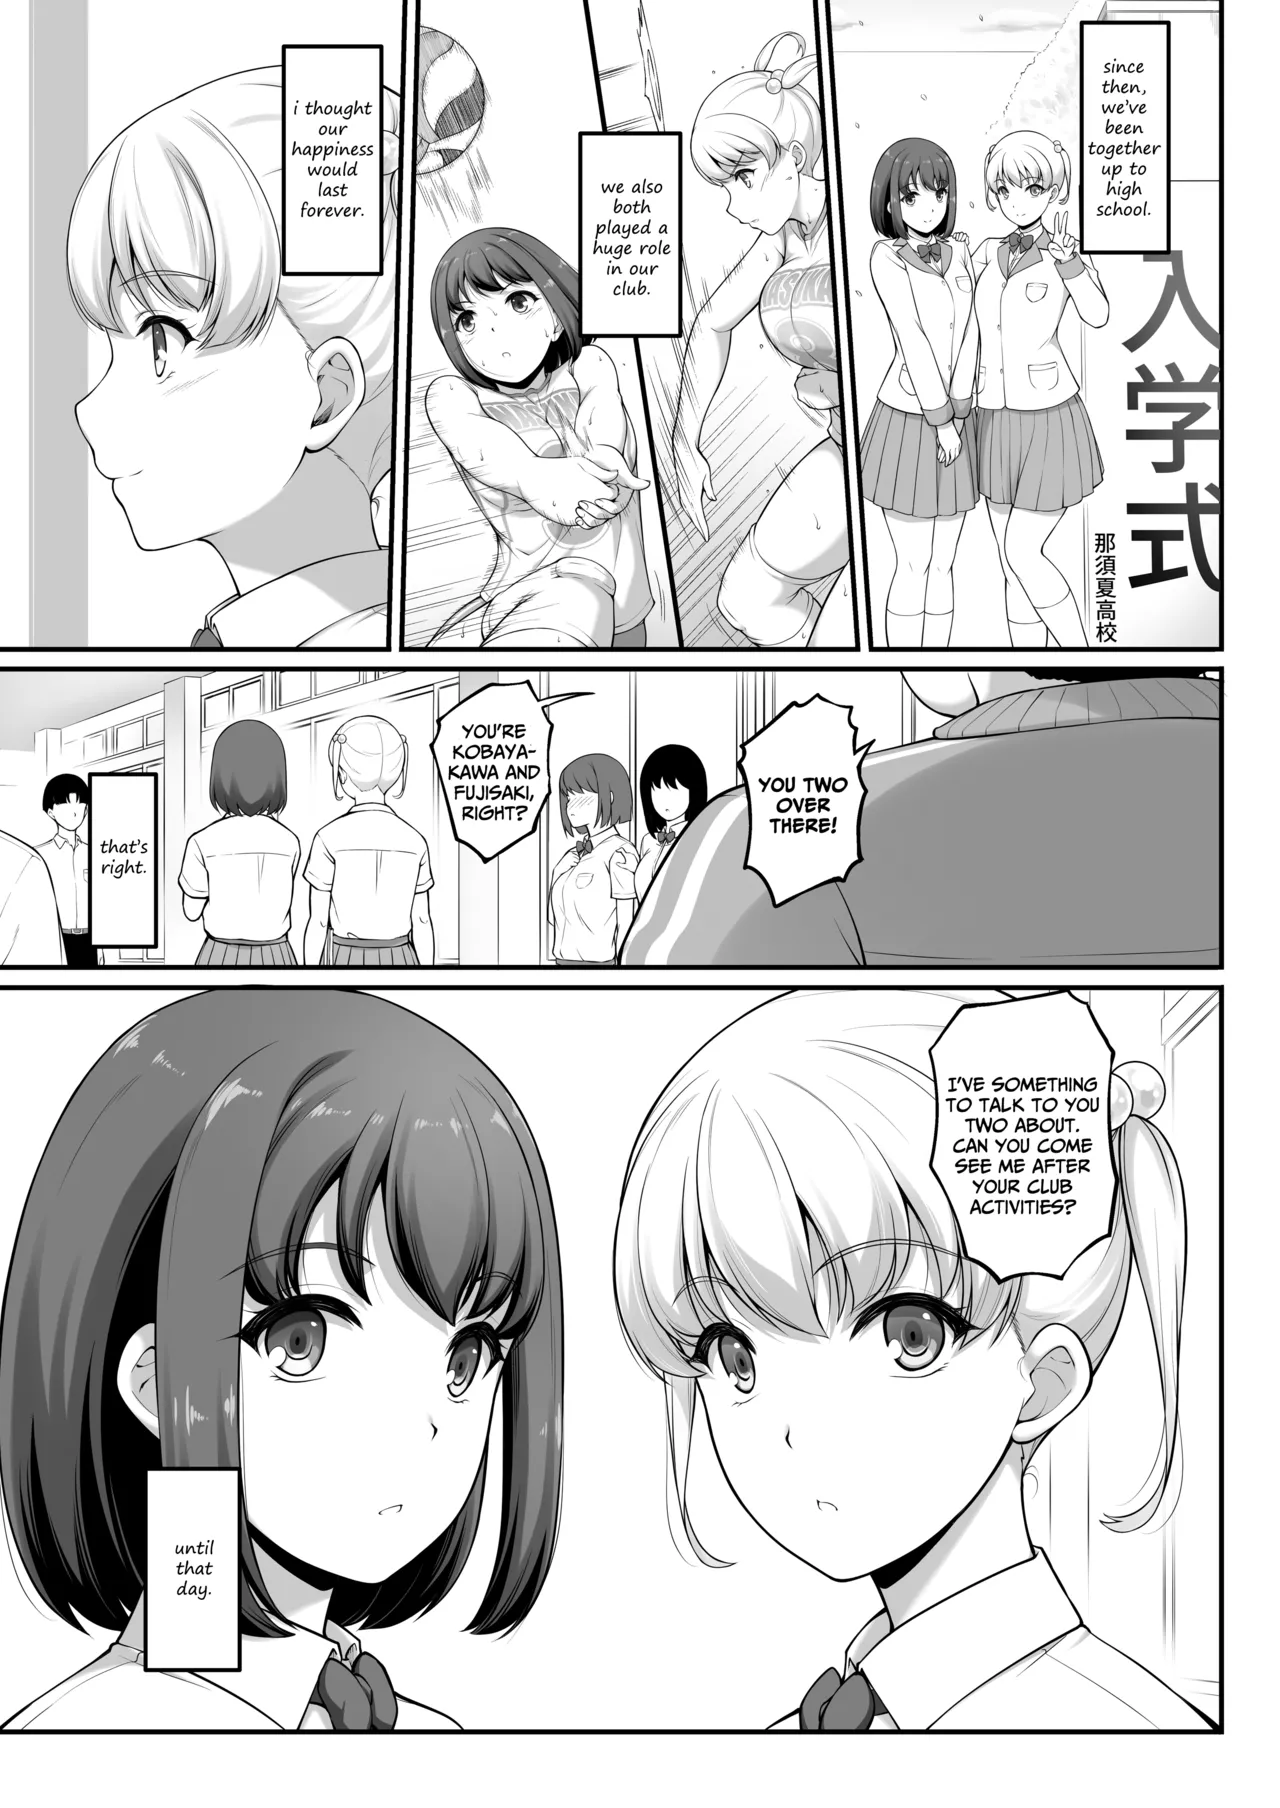 since
then,
we've
been
together
up to
high
school.
入学式
那須夏高校
we also
both
played a
huge role
in our
club.
i thought
our
happiness
would
last
forever.
YOU TWO
OVER
THERE!
YOU'RE
KOBAYA-
KAWA AND
FUJISAKI,
RIGHT?
that's
right.
I'VE SOMETHING
TO TALK TO YOU
TWO ABOUT.
CAN YOU COME
SEE ME AFTER
YOUR CLUB
ACTIVITIES?
until
that
day.